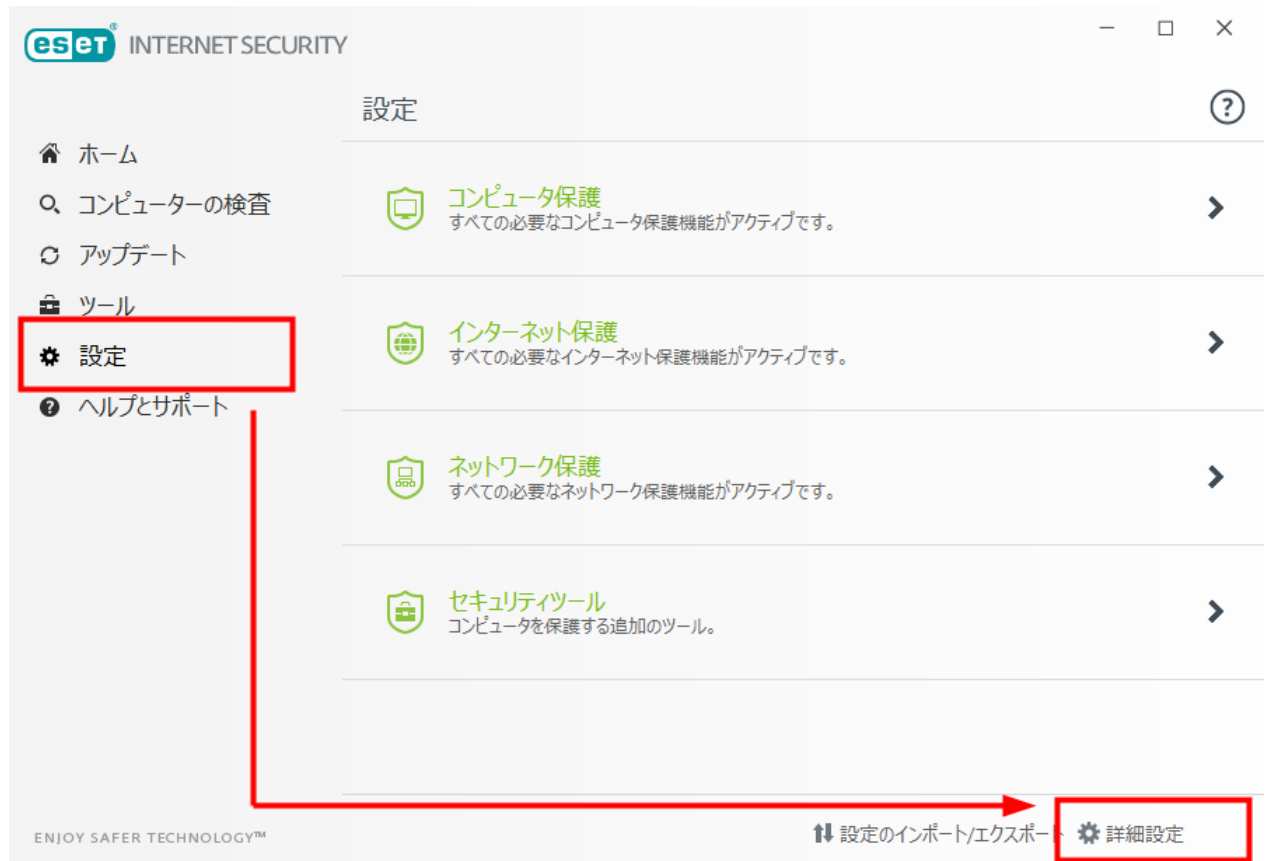 eset® INTERNET SECURITY
設定
ホーム
コンピューターの検査
アップデート
ツール
設定
ヘルプとサポート
コンピュータ保護
すべての必要なコンピュータ保護機能がアクティブです。
インターネット保護
すべての必要なインターネット保護機能がアクティブです。
ネットワーク保護
すべての必要なネットワーク保護機能がアクティブです。
セキュリティツール
コンピュータを保護する追加のツール。
ENJOY SAFER TECHNOLOGY™
設定のインポート/エクスポート
詳細設定